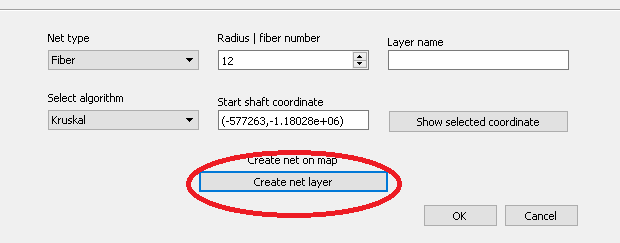 Net type
Radius | fiber number
Layer name
Fiber
12
Select algorithm
Start shaft coordinate
Kruskal
(-577263,-1.18028e+06)
Show selected coordinate
Create net on map
Create net layer
OK
Cancel